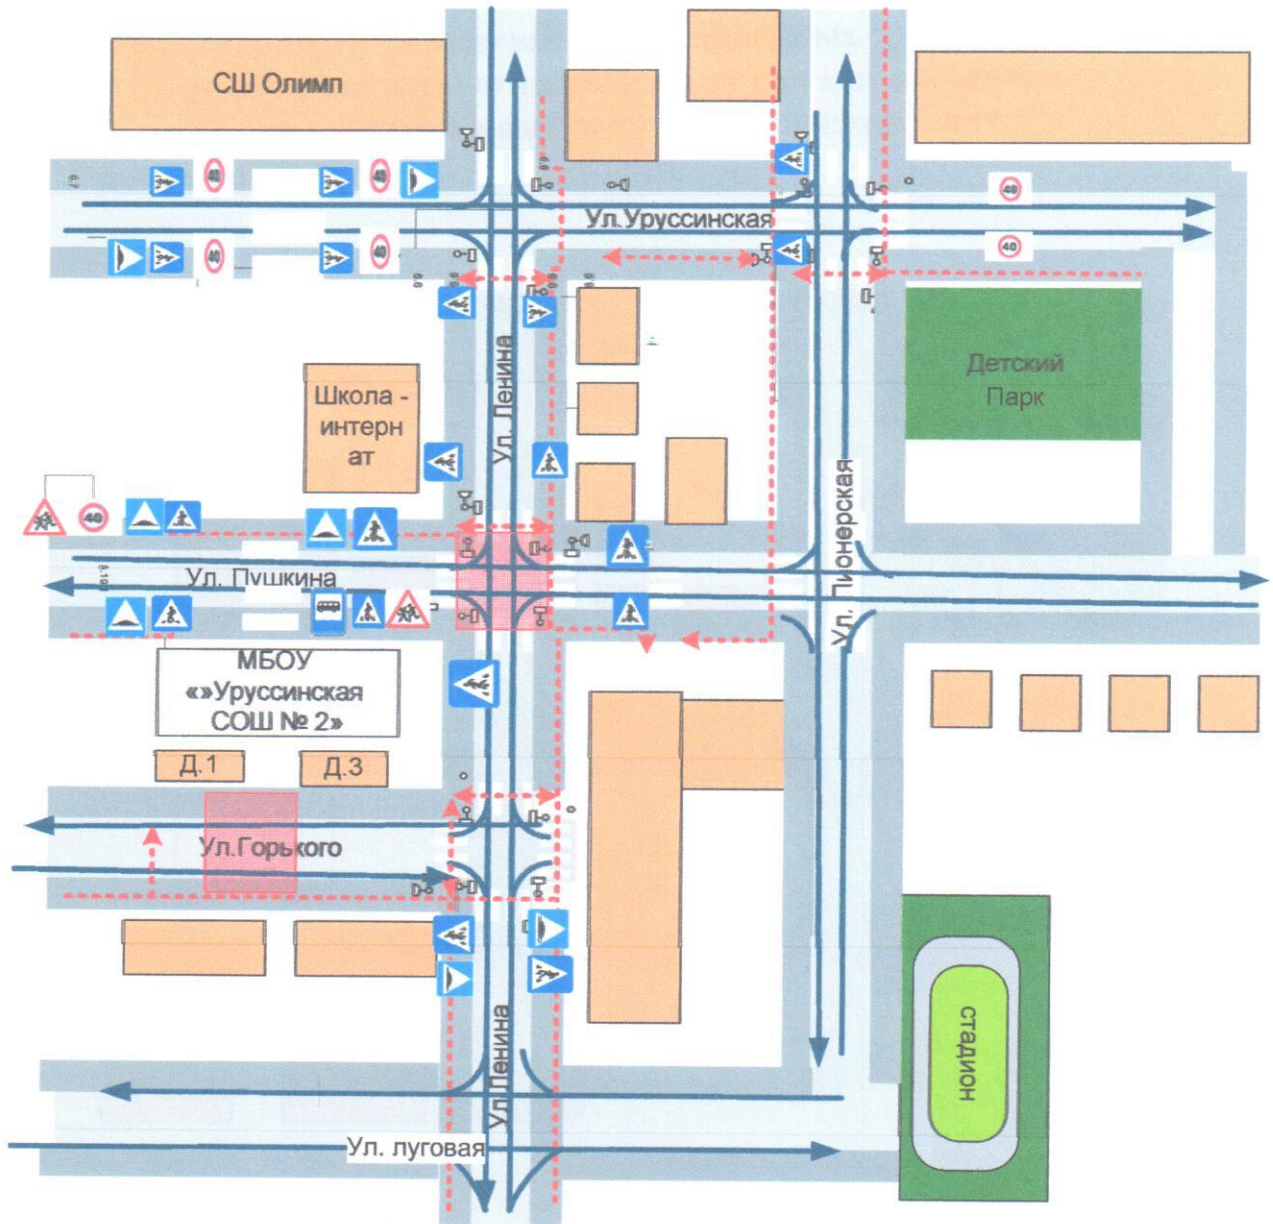 СШ Олимп
40
40
Ул.Уруссинская
40
40
40
40
Ул. Ленина
Школа -
интерн
ат
Детский
Парк
40
Ул. Пушкина
Ул. Пионерская
МБОУ
«»Уруссинская
СОШ № 2»
Д.1
Д.3
Ул.Горького
Ул.Ленина
стадион
Ул. луговая